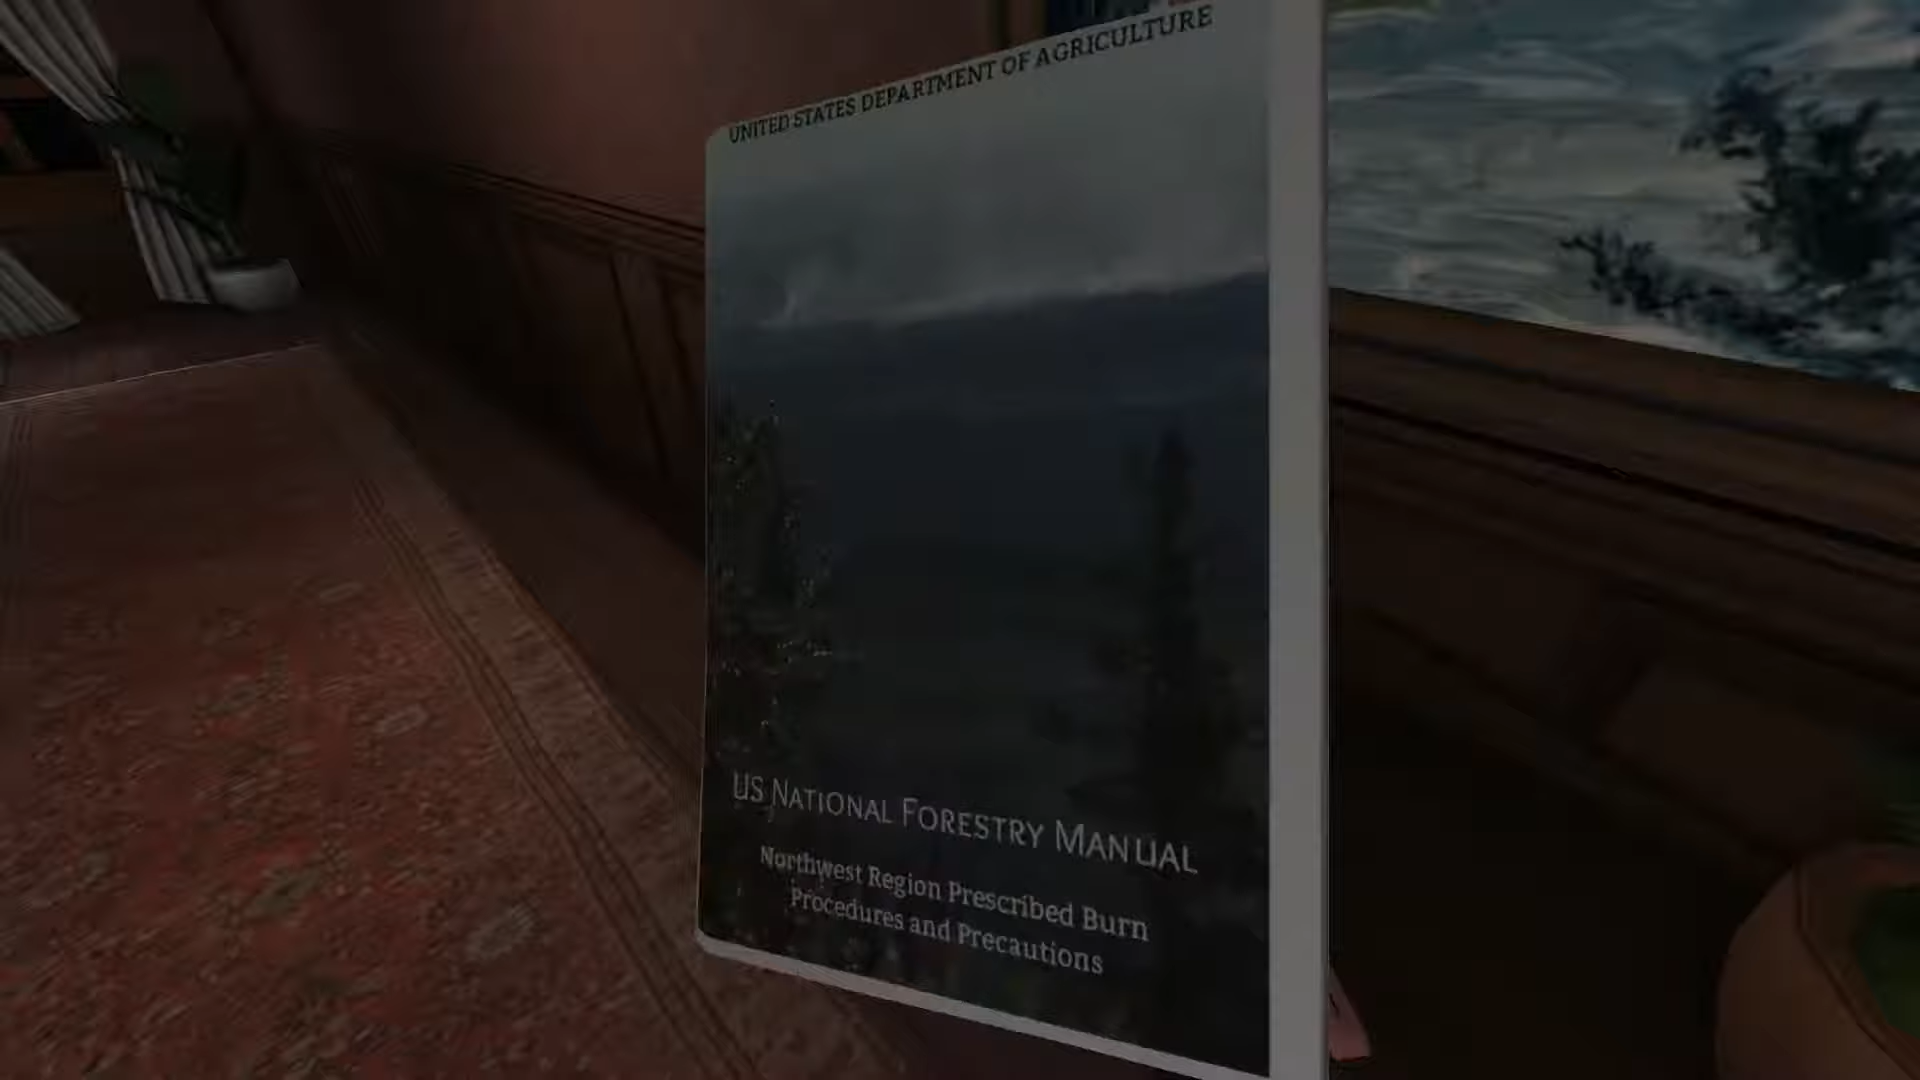 UNITED STATES DEPARTMENT OF AGRICULTURE
US NATIONAL FORESTRY MANUAL
Northwest Region Prescribed Burn
Procedures and Precautions